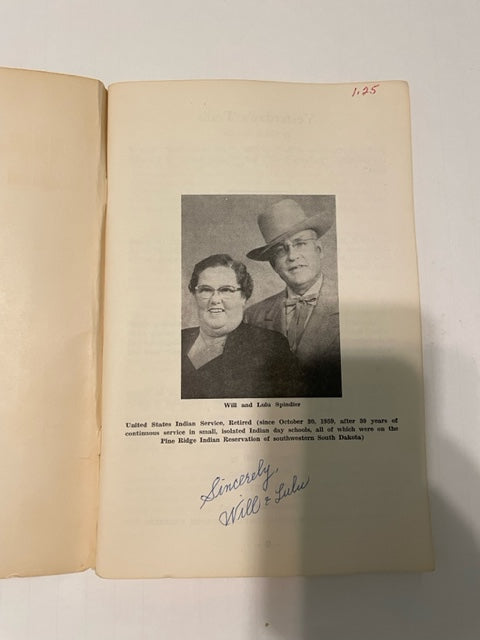 1.25
Will and Lulu Spindler
United States Indian Service, Retired (since October 30, 1959, after 30 years of
continuous service in small, isolated Indian day schools, all of which were on the
Pine Ridge Indian Reservation of southwestern South Dakota)
Sincerely,
Will & Lulu